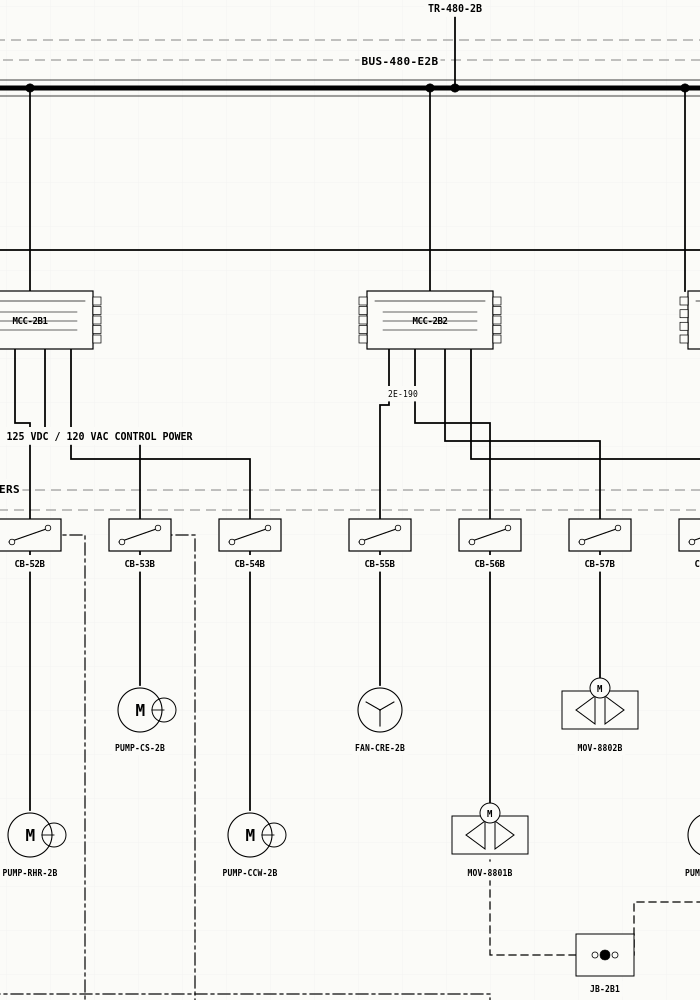 TR-480-2B
BUS-480-E2B
MCC-2B1
MCC-2B2
2E-190
125 VDC / 120 VAC CONTROL POWER
ERS
CB-52B
CB-53B
CB-54B
CB-55B
CB-56B
CB-57B
C
M
M
PUMP-CS-2B
FAN-CRE-2B
MOV-8802B
M
M
M
PUMP-RHR-2B
PUMP-CCW-2B
MOV-8801B
PUM
JB-2B1